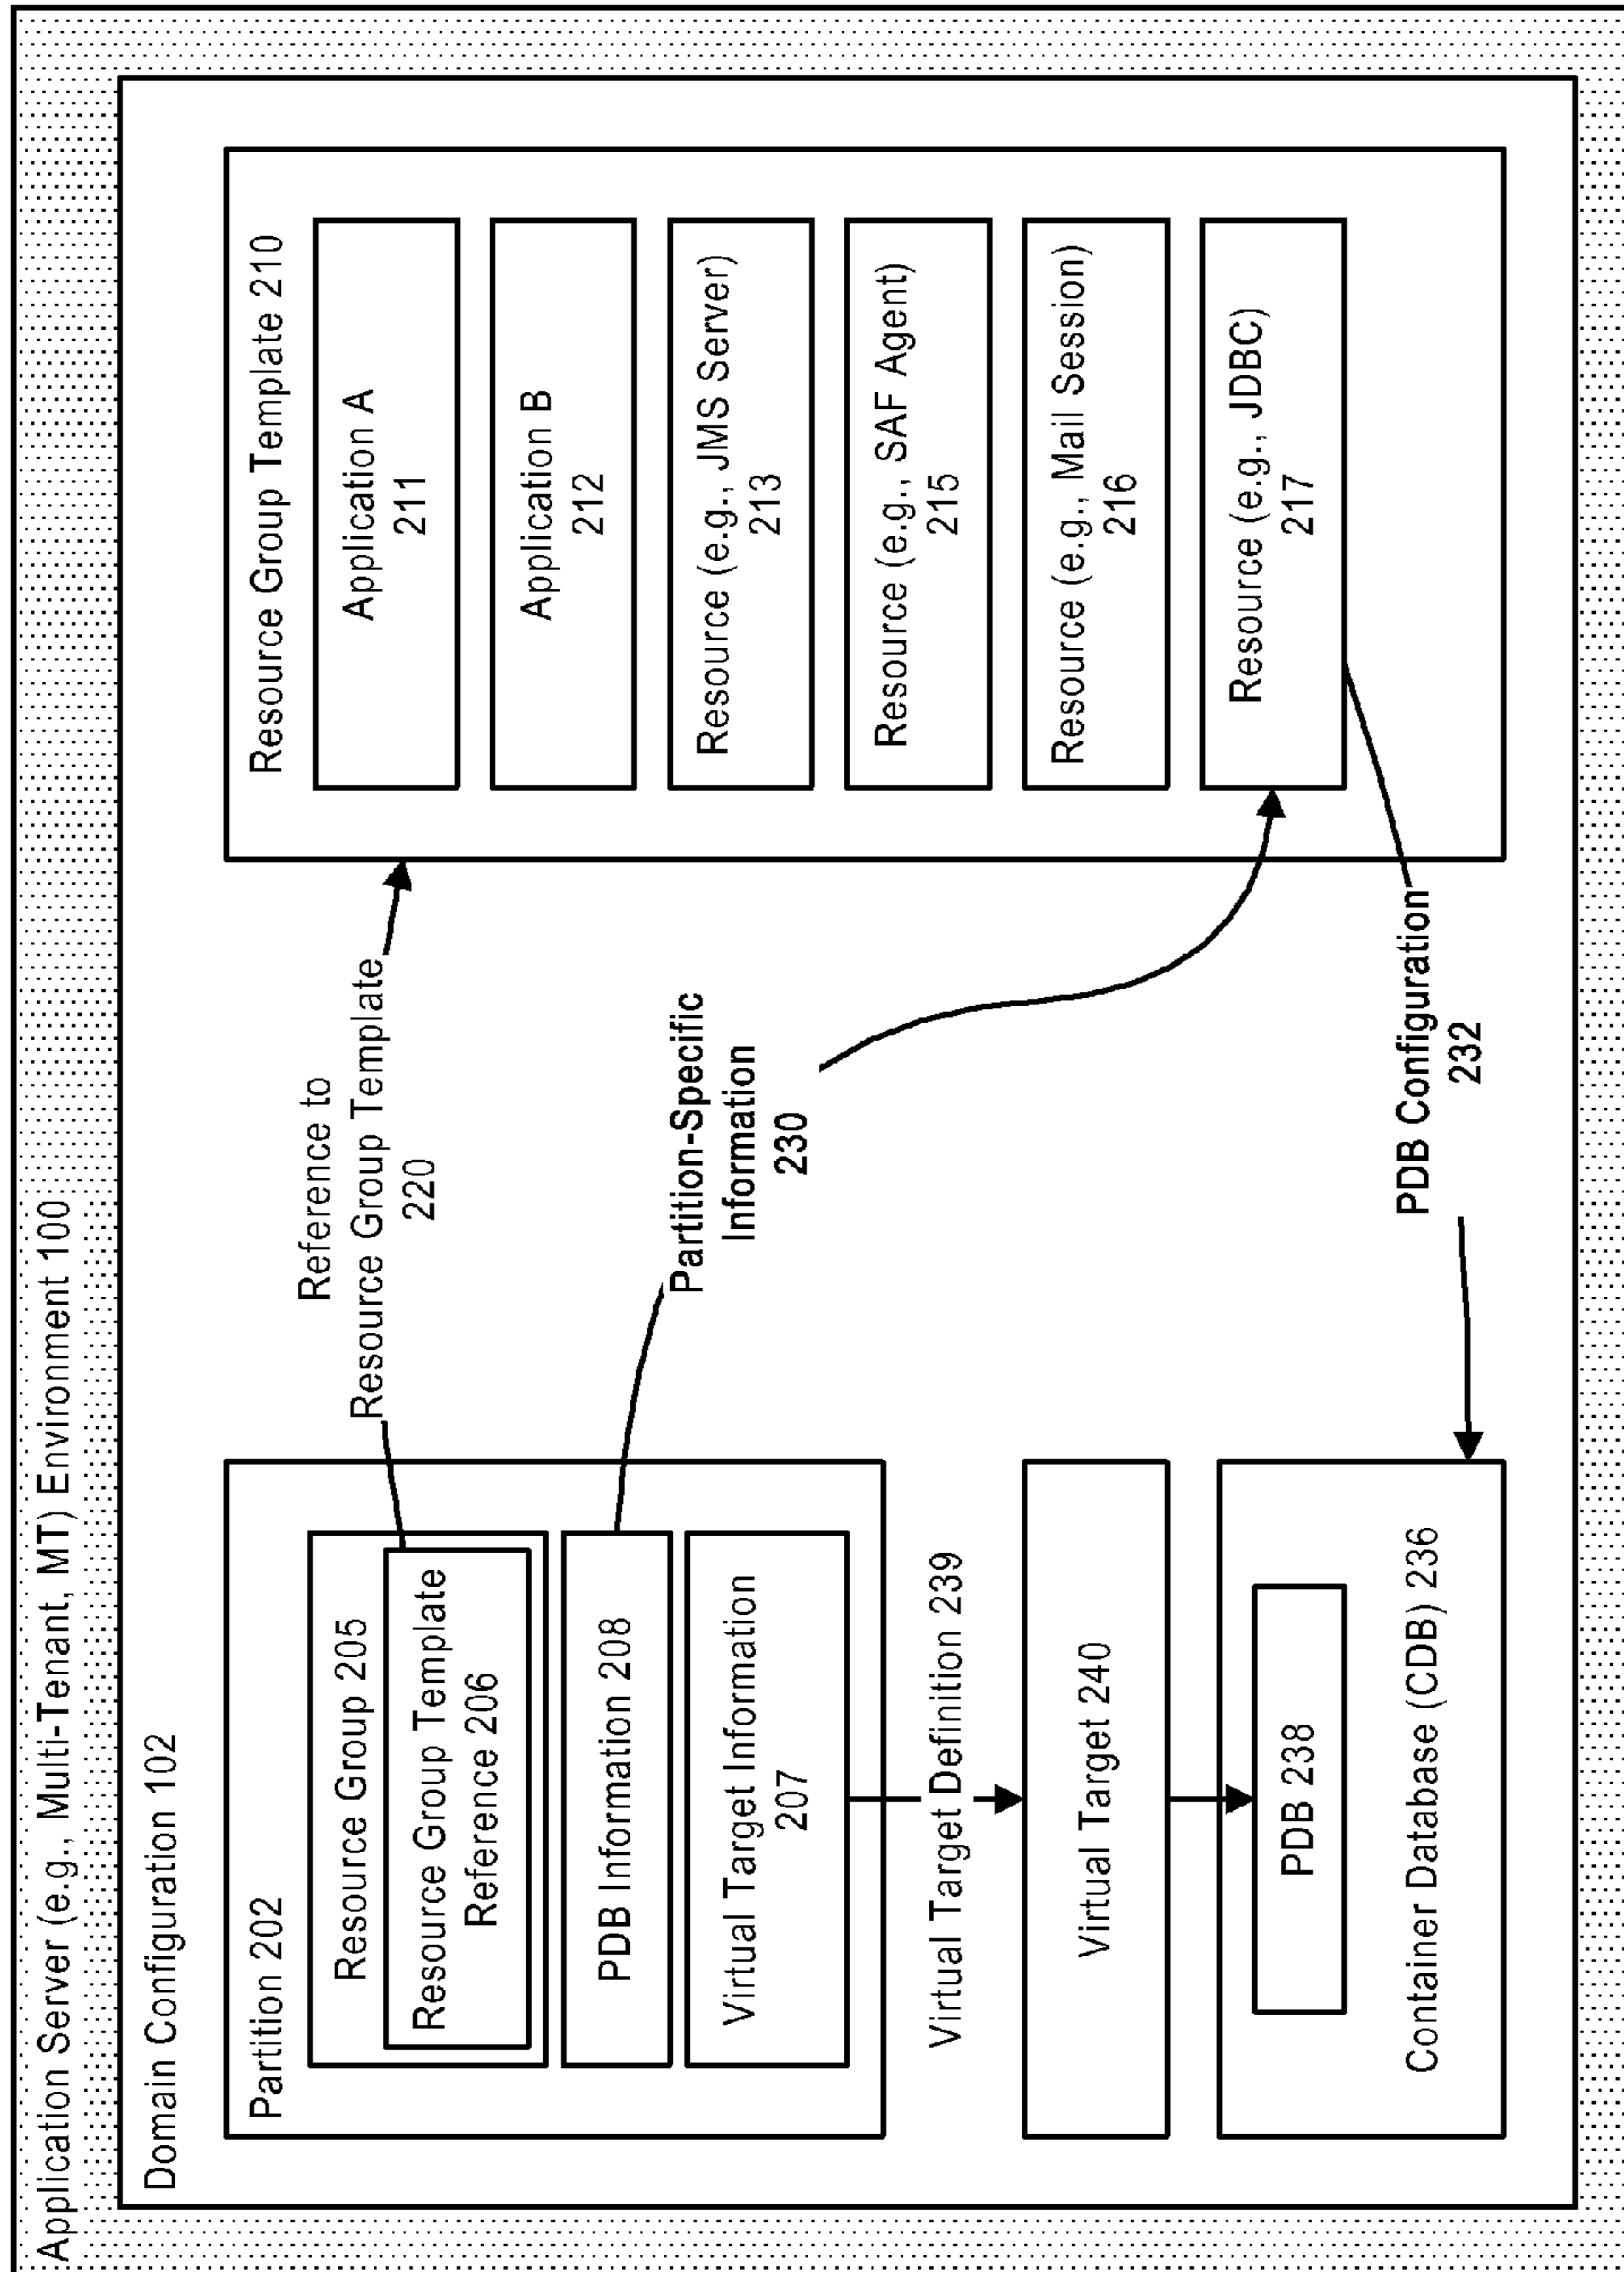 Application Server (e.g., Multi-Tenant, MT) Environment 100
Domain Configuration 102
Partition 202
Resource Group 205
Resource Group Template
Reference 206
PDB Information 208
Virtual Target Information
207
Virtual Target Definition 239
Virtual Target 240
PDB 238
Container Database (CDB) 236
Reference to
Resource Group Template
220
Partition-Specific
Information
230
PDB Configuration
232
Resource Group Template 210
Application A
211
Application B
212
Resource (e.g., JMS Server)
213
Resource (e.g., SAF Agent)
215
Resource (e.g., Mail Session)
216
Resource (e.g., JDBC)
217